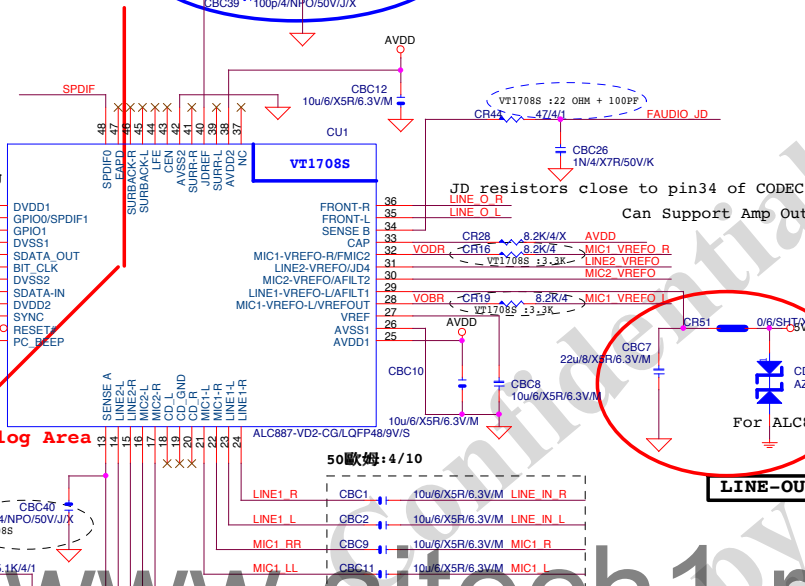 CBC39 100p/4/NPO/50V/J/X
AVDD
SPDIF
CBC12
10u/6/X5R/6.3V/M
VT1708S :22 OHM + 100PF
CR44 47/4/1
FAUDIO_JD
CU1
VT1708S
CBC26
1N/4/X7R/50V/K
48 47 46 45 44 43 42 41 40 39 38 37
SPDIF0
EAPD
SURBACK-R
SURBACK-L
LFE
CEN
AVSS2
SURR-R
JDREF
SURR-L
AVDD2
NC
JD resistors close to pin34 of CODEC
Can Support Amp Out
DVDD1
GPIO0/SPDIF1
GPIO1
DVSS1
SDATA_OUT
BIT_CLK
DVSS2
SDATA-IN
DVDD2
SYNC
RESET#
PC_BEEP
FRONT-R 36 LINE_O_R
FRONT-L 35 LINE_O_L
SENSE B 34
CAP 33 CR28 8.2K/4/X AVDD
MIC1-VREFO-R/FMIC2 32 VODR CR16 8.2K/4 MIC1_VREFO_R
VT1708S :3.3K
LINE2-VREFO/JD4 31 LINE2_VREFO
MIC2-VREFO/AFILT2 30 MIC2_VREFO
LINE1-VREFO-L/AFILT1 29
MIC1-VREFO-L/VREFOUT 28 VOBR CR19 8.2K/4 MIC1_VREFO_L
VT1708S :3.3K
VREF 27
AVSS1 26
AVDD1 25
AVDD
CR51 0/6/SHT/X
CBC7
22u/8/X5R/6.3V/M
CBC10
10u/6/X5R/6.3V/M
CBC8
10u/6/X5R/6.3V/M
For ALC8
SENSE A
LINE2-L
LINE2-R
MIC2-L
MIC2-R
CD_L
CD_GND
CD_R
MIC1-L
MIC1-R
LINE1-L
LINE1-R
ALC887-VD2-CG/LQFP48/9V/S
log Area
13 14 15 16 17 18 19 20 21 22 23 24
50歐姆:4/10
LINE-OU
CBC40
4/NPO/50V/J/X
08S
LINE1_R CBC1 10u/6/X5R/6.3V/M LINE_IN_R
LINE1_L CBC2 10u/6/X5R/6.3V/M LINE_IN_L
MIC1_RR CBC9 10u/6/X5R/6.3V/M MIC1_R
MIC1_LL CBC11 10u/6/X5R/6.3V/M MIC1_L
5.1K/4/1
Confidential
by